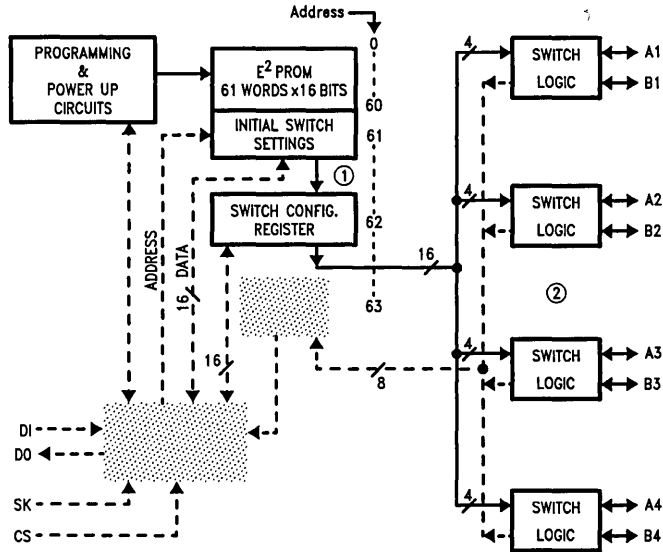 Address
0
PROGRAMMING
&
POWER UP
CIRCUITS
E² PROM
61 WORDS x16 BITS
60
INITIAL SWITCH
SETTINGS
61
①
SWITCH CONFIG.
REGISTER
62
63
ADDRESS
16 DATA
16
16
8
4
SWITCH
LOGIC
A1
B1
4
SWITCH
LOGIC
A2
B2
②
4
SWITCH
LOGIC
A3
B3
4
SWITCH
LOGIC
A4
B4
DI
DO
SK
CS